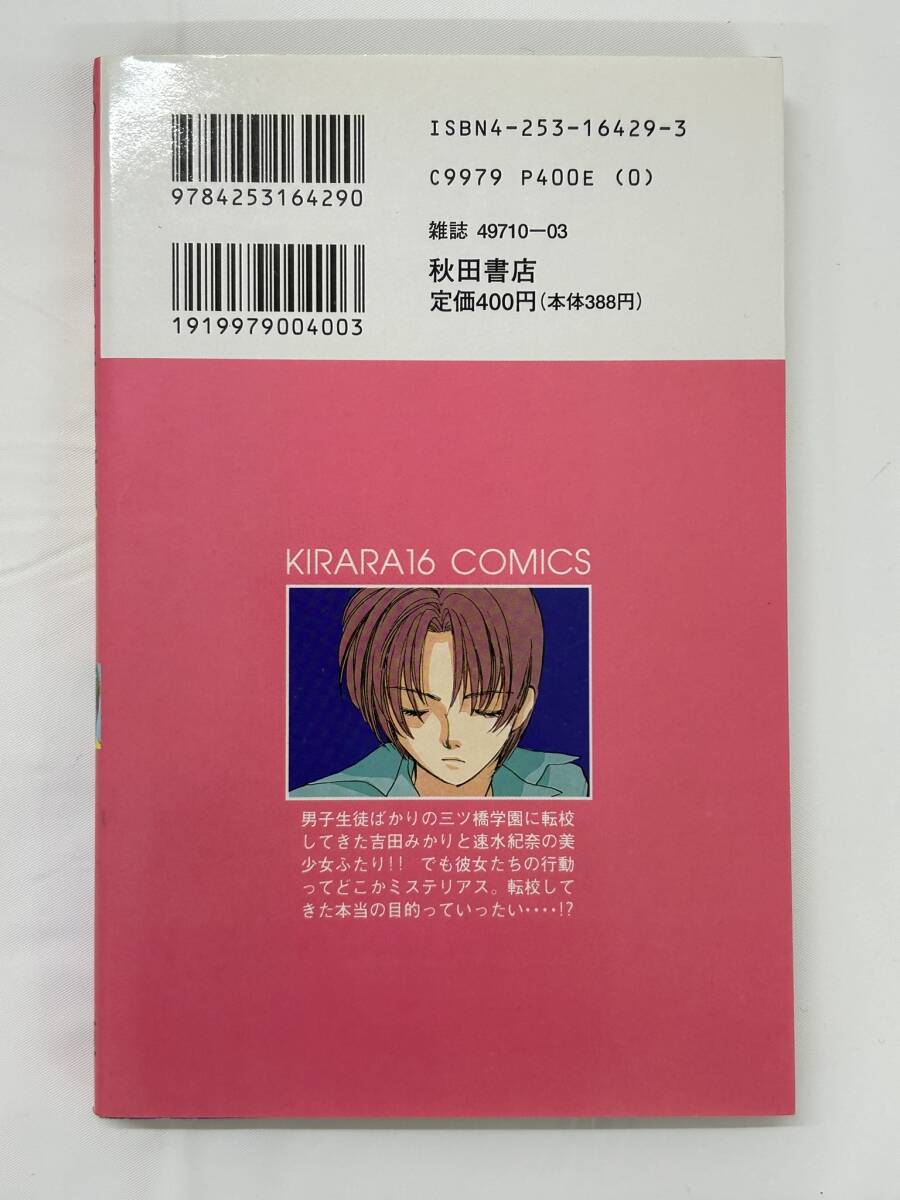 ISBN4-253-16429-3
9784253164290
C9979 P400E (0)
雑誌 49710-03
1919979004003
秋田書店
定価400円(本体388円)
KIRARA16 COMICS
男子生徒ばかりの三ツ橋学園に転校
してきた吉田みかりと速水紀奈の美
少女ふたり!! でも彼女たちの行動
ってどこかミステリアス。転校して
きた本当の目的っていったい‥‥!?